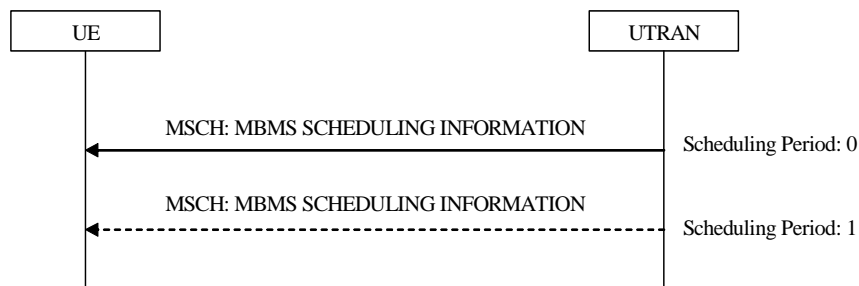 UE
UTRAN
MSCH: MBMS SCHEDULING INFORMATION
Scheduling Period: 0
MSCH: MBMS SCHEDULING INFORMATION
Scheduling Period: 1